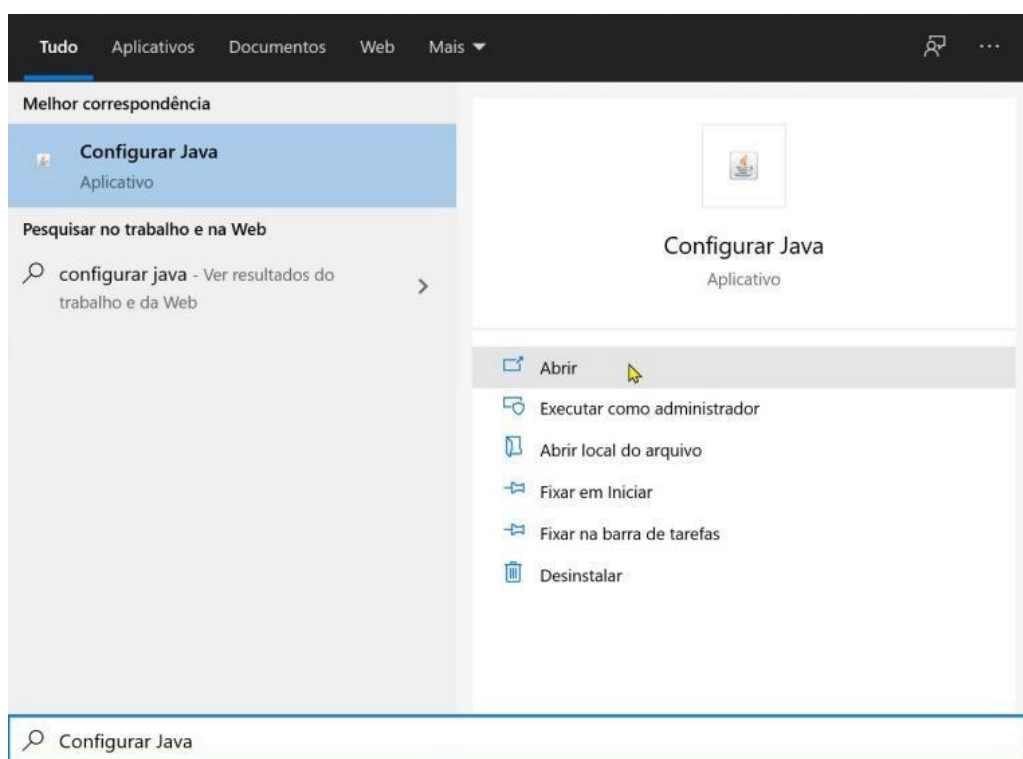 Tudo Aplicativos Documentos Web Mais
Melhor correspondência
Configurar Java
Aplicativo
Pesquisar no trabalho e na Web
configurar java - Ver resultados do
trabalho e da Web
Configurar Java
Aplicativo
Abrir
Executar como administrador
Abrir local do arquivo
Fixar em Iniciar
Fixar na barra de tarefas
Desinstalar
Configurar Java